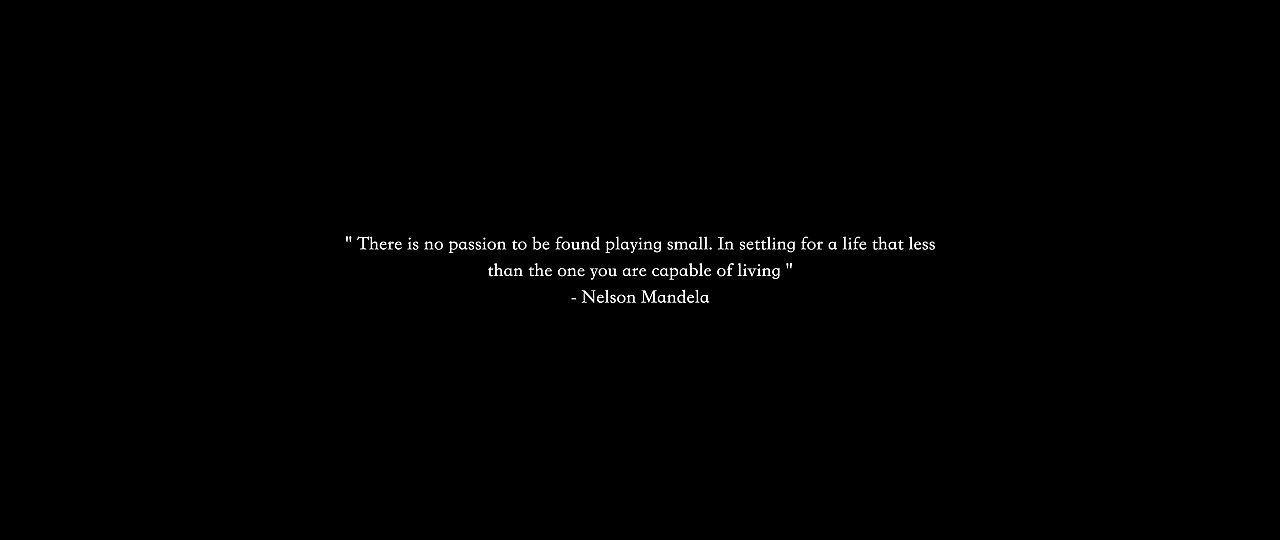 " There is no passion to be found playing small. In settling for a life that less
than the one you are capable of living "
- Nelson Mandela